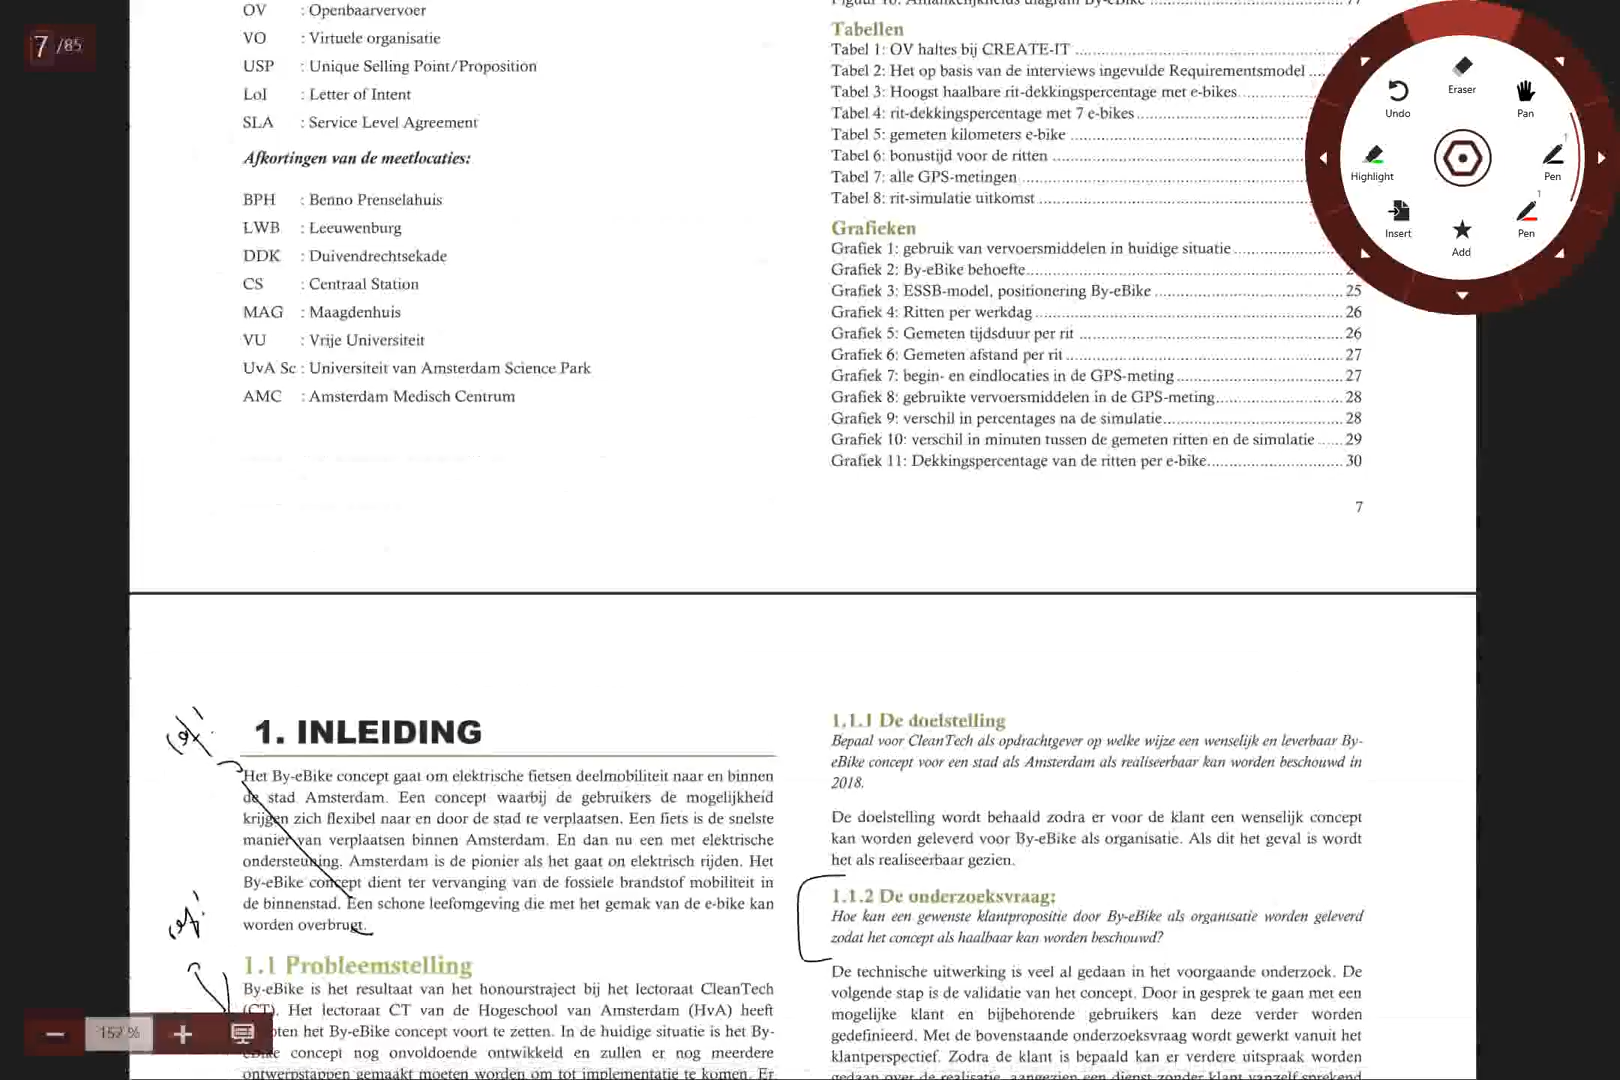 7 /85
OV : Openbaarvervoer
VO : Virtuele organisatie
USP : Unique Selling Point/Proposition
LoI : Letter of Intent
SLA : Service Level Agreement
Afkortingen van de meetlocaties:
BPH : Benno Premselahuis
LWB : Leeuwenburg
DDK : Duivendrechtsekade
CS : Centraal Station
MAG : Maagdenhuis
VU : Vrije Universiteit
UvA Sc : Universiteit van Amsterdam Science Park
AMC : Amsterdam Medisch Centrum
Tabellen
Tabel 1: OV haltes bij CREATE-IT
Tabel 2: Het op basis van de interviews ingevulde Requirementsmodel
Tabel 3: Hoogst haalbare rit-dekkingspercentage met e-bikes
Tabel 4: rit-dekkingspercentage met 7 e-bikes
Tabel 5: gemeten kilometers e-bike
Tabel 6: bonustijd voor de ritten
Tabel 7: alle GPS-metingen
Tabel 8: rit-simulatie uitkomst
Grafieken
Grafiek 1: gebruik van vervoersmiddelen in huidige situatie
Grafiek 2: By-eBike behoefte
Grafiek 3: ESSB-model, positionering By-eBike 25
Grafiek 4: Ritten per werkdag 26
Grafiek 5: Gemeten tijdsduur per rit 26
Grafiek 6: Gemeten afstand per rit 27
Grafiek 7: begin- en eindlocaties in de GPS-meting 27
Grafiek 8: gebruikte vervoersmiddelen in de GPS-meting 28
Grafiek 9: verschil in percentages na de simulatie 28
Grafiek 10: verschil in minuten tussen de gemeten ritten en de simulatie 29
Grafiek 11: Dekkingspercentage van de ritten per e-bike 30
7
Eraser
Undo
Pan
Highlight
Pen
Insert
Pen
Add
1. INLEIDING
Het By-eBike concept gaat om elektrische fietsen deelmobiliteit naar en binnen
de stad Amsterdam. Een concept waarbij de gebruikers de mogelijkheid
krijgen zich flexibel naar en door de stad te verplaatsen. Een fiets is de snelste
manier van verplaatsen binnen Amsterdam. En dan nu een met elektrische
ondersteuning. Amsterdam is de pionier als het gaat on elektrisch rijden. Het
By-eBike concept dient ter vervanging van de fossiele brandstof mobiliteit in
de binnenstad. Een schone leefomgeving die met het gemak van de e-bike kan
worden overbrugt.
ref!
1.1 Probleemstelling
By-eBike is het resultaat van het honourstraject bij het lectoraat CleanTech
(CT). Het lectoraat CT van de Hogeschool van Amsterdam (HvA) heeft
het By-eBike concept voort te zetten. In de huidige situatie is het By-
eBike concept nog onvoldoende ontwikkeld en zullen er nog meerdere
ontwerpstappen gemaakt moeten worden om tot implementatie te komen. Er
1.1.1 De doelstelling
Bepaal voor CleanTech als opdrachtgever op welke wijze een wenselijk en leverbaar By-
eBike concept voor een stad als Amsterdam als realiseerbaar kan worden beschouwd in
2018.
De doelstelling wordt behaald zodra er voor de klant een wenselijk concept
kan worden geleverd voor By-eBike als organisatie. Als dit het geval is wordt
het als realiseerbaar gezien.
1.1.2 De onderzoeksvraag:
Hoe kan een gewenste klantpropositie door By-eBike als organisatie worden geleverd
zodat het concept als haalbaar kan worden beschouwd?
De technische uitwerking is veel al gedaan in het voorgaande onderzoek. De
volgende stap is de validatie van het concept. Door in gesprek te gaan met een
mogelijke klant en bijbehorende gebruikers kan deze verder worden
gedefinieerd. Met de bovenstaande onderzoeksvraag wordt gewerkt vanuit het
klantperspectief. Zodra de klant is bepaald kan er verdere uitspraak worden
gedaan over de realisatie, aangezien een dienst zonder klant vanzelf sprekend
152 %